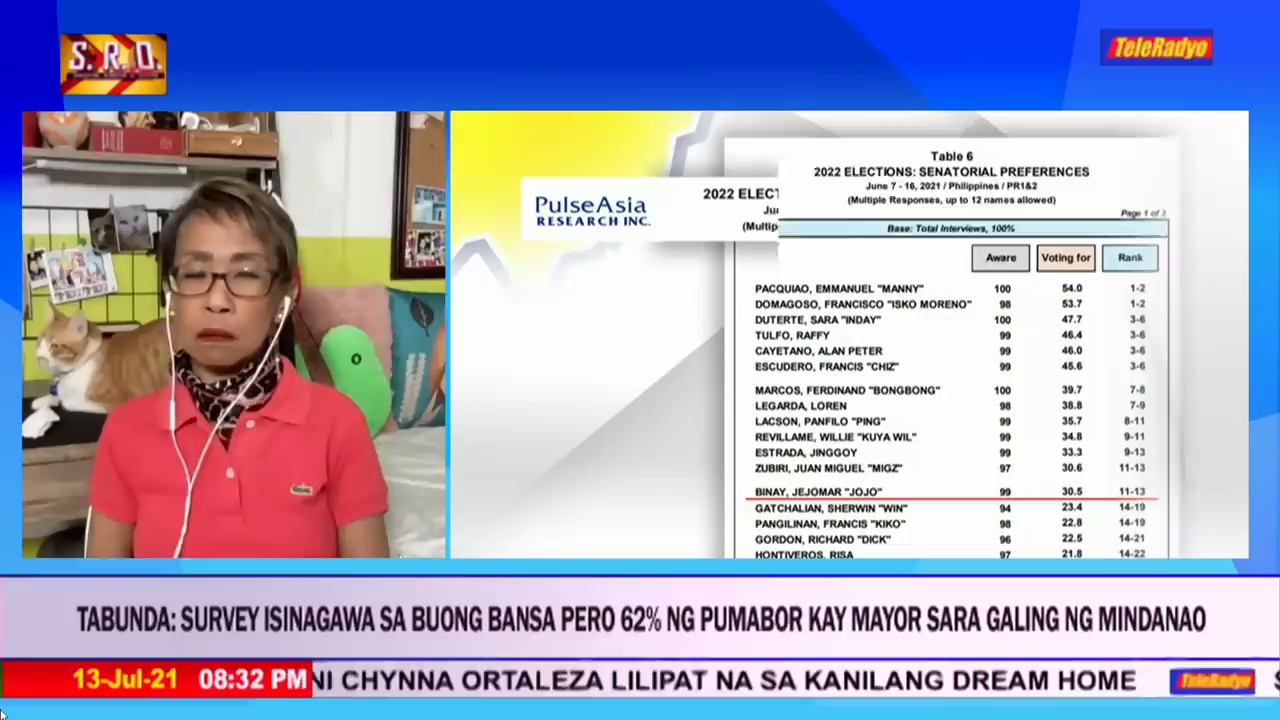 S.R.O.
TeleRadyo
PulseAsia
RESEARCH INC.
2022 ELECT
Ju
(Multip
Table 6
2022 ELECTIONS: SENATORIAL PREFERENCES
June 7 - 16, 2021 / Philippines / PR1&2
(Multiple Responses, up to 12 names allowed)
Page 1 of 3
Base: Total Interviews, 100%
Aware Voting for Rank
PACQUIAO, EMMANUEL "MANNY" 100 54.0 1-2
DOMAGOSO, FRANCISCO "ISKO MORENO" 98 53.7 1-2
DUTERTE, SARA "INDAY" 100 47.7 3-6
TULFO, RAFFY 99 46.4 3-6
CAYETANO, ALAN PETER 99 46.0 3-6
ESCUDERO, FRANCIS "CHIZ" 99 45.6 3-6
MARCOS, FERDINAND "BONGBONG" 100 39.7 7-8
LEGARDA, LOREN 98 38.8 7-9
LACSON, PANFILO "PING" 99 35.7 8-11
REVILLAME, WILLIE "KUYA WIL" 99 34.8 9-11
ESTRADA, JINGGOY 99 33.3 9-13
ZUBIRI, JUAN MIGUEL "MIGZ" 97 30.6 11-13
BINAY, JEJOMAR "JOJO" 99 30.5 11-13
GATCHALIAN, SHERWIN "WIN" 94 23.4 14-19
PANGILINAN, FRANCIS "KIKO" 98 22.8 14-19
GORDON, RICHARD "DICK" 96 22.5 14-21
HONTIVEROS, RISA 97 21.8 14-22
TABUNDA: SURVEY ISINAGAWA SA BUONG BANSA PERO 62% NG PUMABOR KAY MAYOR SARA GALING NG MINDANAO
13-Jul-21 08:32 PM NI CHYNNA ORTALEZA LILIPAT NA SA KANILANG DREAM HOME TeleRadyo S